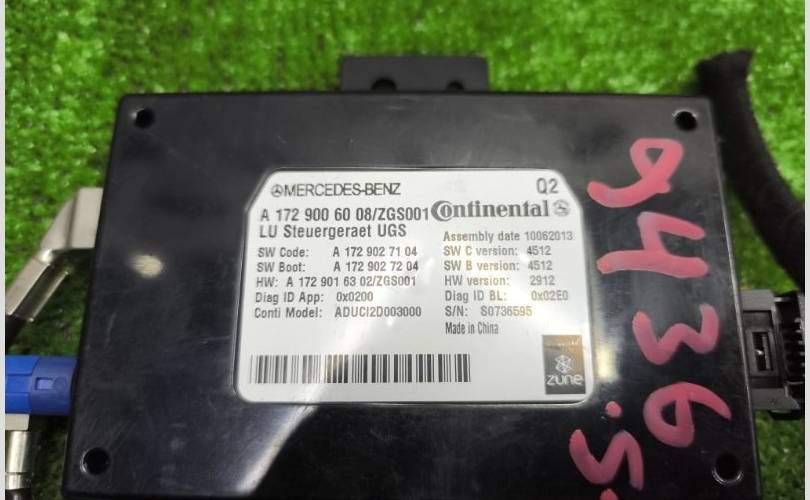 MERCEDES-BENZ
Q2
A 172 900 60 08/ZGS001
Continental
LU Steuergeraet UGS
Assembly date 10062013
SW Code: A 172 902 71 04
SW C version: 4512
SW Boot: A 172 902 72 04
SW B version: 4512
HW: A 172 901 63 02/ZGS001
HW version: 2912
Diag ID App: 0x0200
Diag ID BL: 0x02E0
Conti Model: ADUCI2D003000
S/N: S0736595
Made in China
zune
9436.5